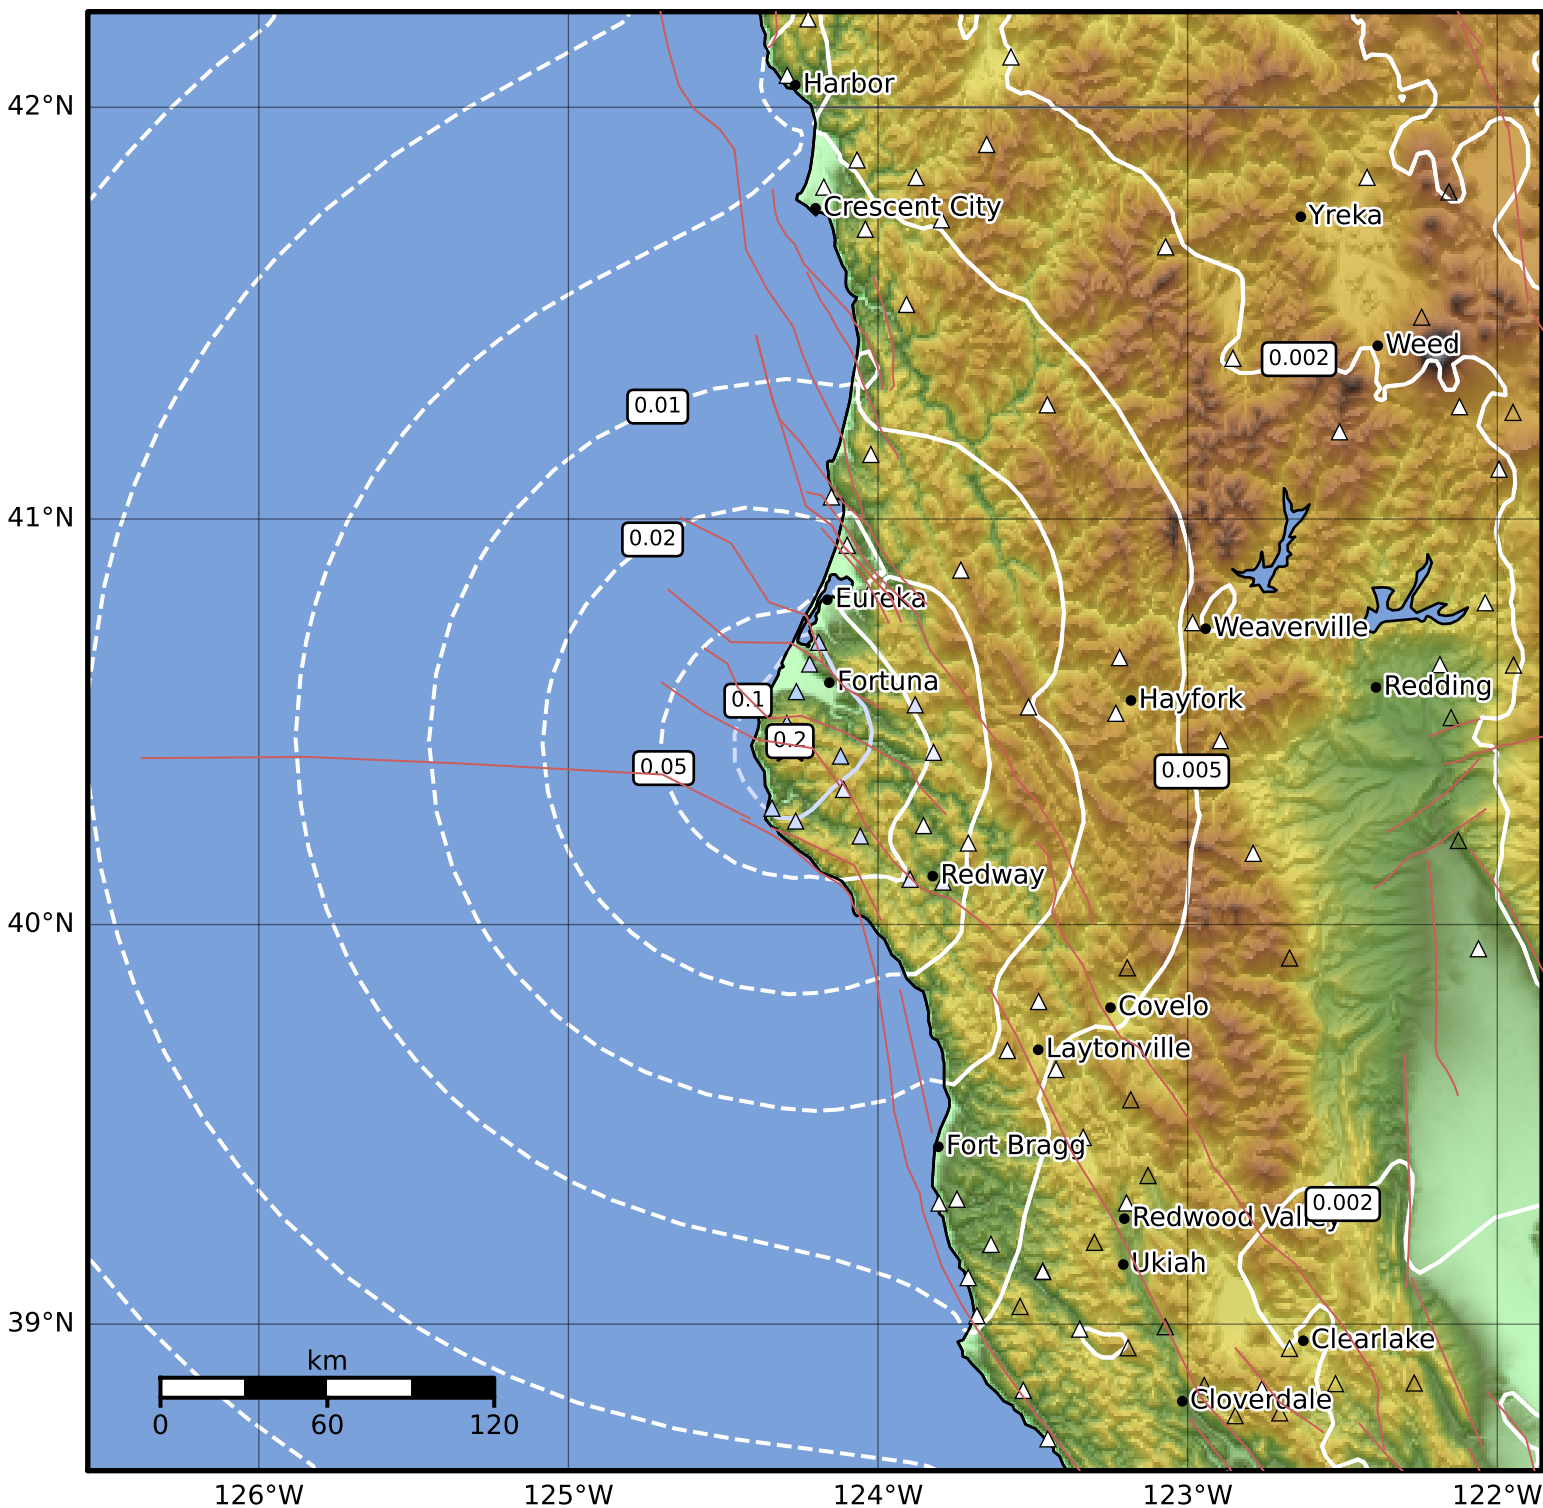 Harbor
42°N
Crescent City
Yreka
Weed
0.002
0.01
41°N
0.02
Eureka
Weaverville
Fortuna
Redding
Hayfork
0.1
0.2
0.05
0.005
Redway
40°N
Covelo
Laytonville
Fort Bragg
0.002
Redwood Valley
Ukiah
39°N
Clearlake
km
Cloverdale
0 60 120
126°W 125°W 124°W 123°W 122°W